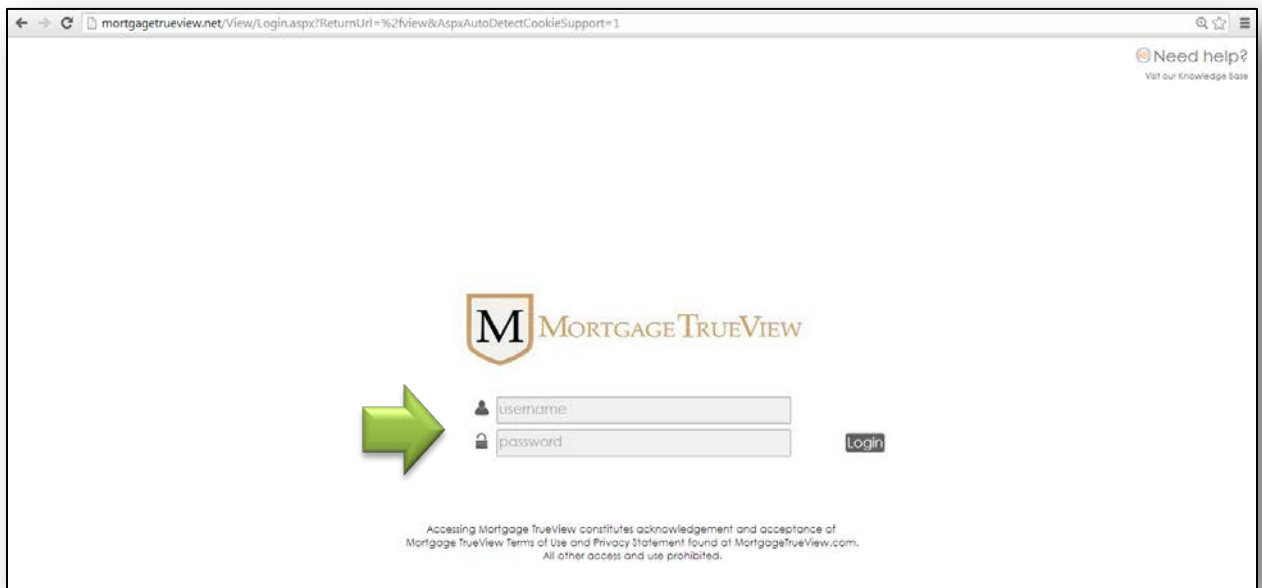 mortgagetrueview.net/View/Login.aspx?ReturnUrl=%2fview&AspxAutoDetectCookieSupport=1
Need help?
Visit our Knowledge Base
M MORTGAGE TRUEVIEW
username
password
Login
Accessing Mortgage TrueView constitutes acknowledgement and acceptance of
Mortgage TrueView Terms of Use and Privacy Statement found at MortgageTrueView.com.
All other access and use prohibited.